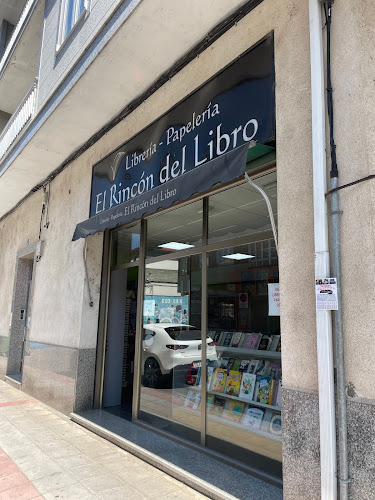 Librería - Papelería
El Rincón del Libro
Librería Papelería El Rincón del Libro